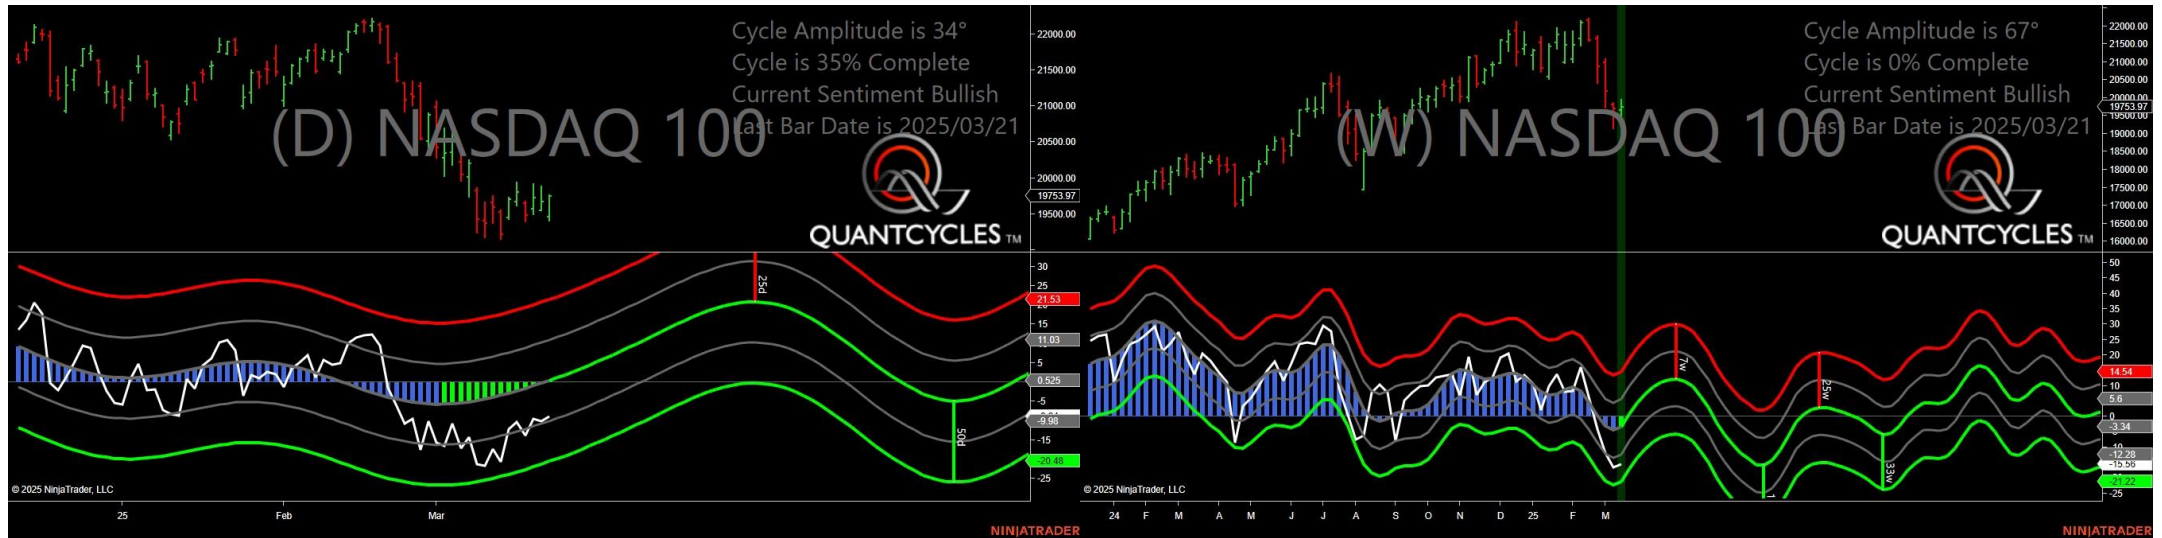 Cycle Amplitude is 34°
Cycle is 35% Complete
Current Sentiment Bullish
Last Bar Date is 2025/03/21
(D) NASDAQ 100
QUANTCYCLES TM
22000.00
21500.00
21000.00
20500.00
20000.00
19753.97
19500.00
30
25
21.53
15
11.03
5
0.525
-5
-9.98
-15
-20.48
-25
25d
50d
© 2025 NinjaTrader, LLC
25
Feb
Mar
NINJATRADER
Cycle Amplitude is 67°
Cycle is 0% Complete
Current Sentiment Bullish
Last Bar Date is 2025/03/21
(W) NASDAQ 100
QUANTCYCLES TM
22000.00
21500.00
21000.00
20500.00
20000.00
19753.97
19500.00
19000.00
18500.00
18000.00
17500.00
17000.00
16500.00
16000.00
50
45
40
35
30
25
20
14.54
10
5.6
0
-3.34
-12.28
-15.56
-21.22
-25
7w
25w
33w
© 2025 NinjaTrader, LLC
24 F M A M J J A S O N D 25 F M
NINJATRADER